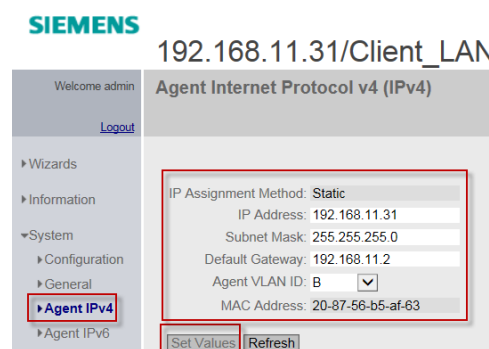 SIEMENS
192.168.11.31/Client_LAN
Welcome admin
Agent Internet Protocol v4 (IPv4)
Logout
Wizards
Information
System
Configuration
General
Agent IPv4
Agent IPv6
IP Assignment Method: Static
IP Address: 192.168.11.31
Subnet Mask: 255.255.255.0
Default Gateway: 192.168.11.2
Agent VLAN ID: B
MAC Address: 20-87-56-b5-af-63
Set Values Refresh